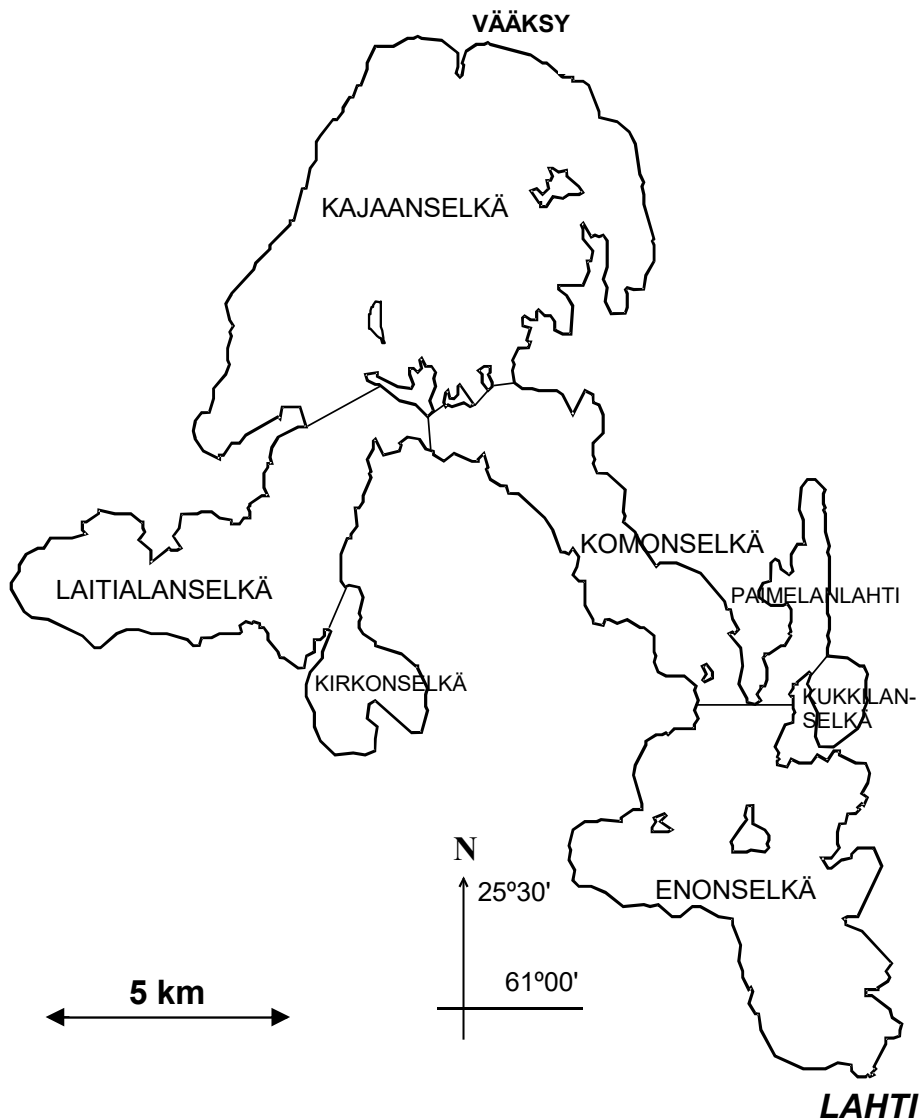 VÄÄKSY
KAJAANSELKÄ
KOMONSELKÄ
LAITIALANSELKÄ
PAIMELANLAHTI
KIRKONSELKÄ
KUKKILAN-
SELKÄ
N
25º30'
ENONSELKÄ
61º00'
5 km
LAHTI